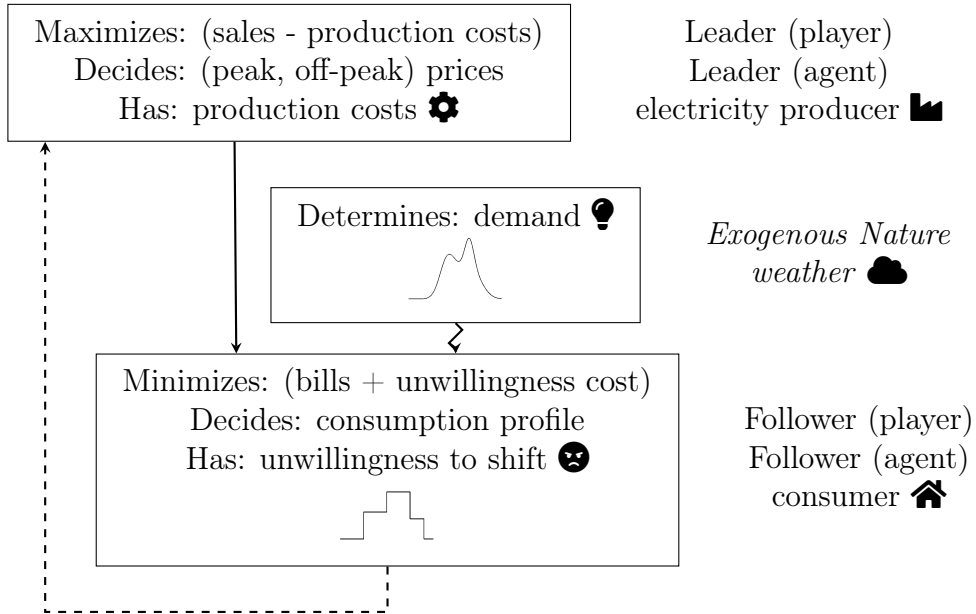 Maximizes: (sales - production costs)
Decides: (peak, off-peak) prices
Has: production costs
Leader (player)
Leader (agent)
electricity producer
Determines: demand
Exogenous Nature
weather
Minimizes: (bills + unwillingness cost)
Decides: consumption profile
Has: unwillingness to shift
Follower (player)
Follower (agent)
consumer